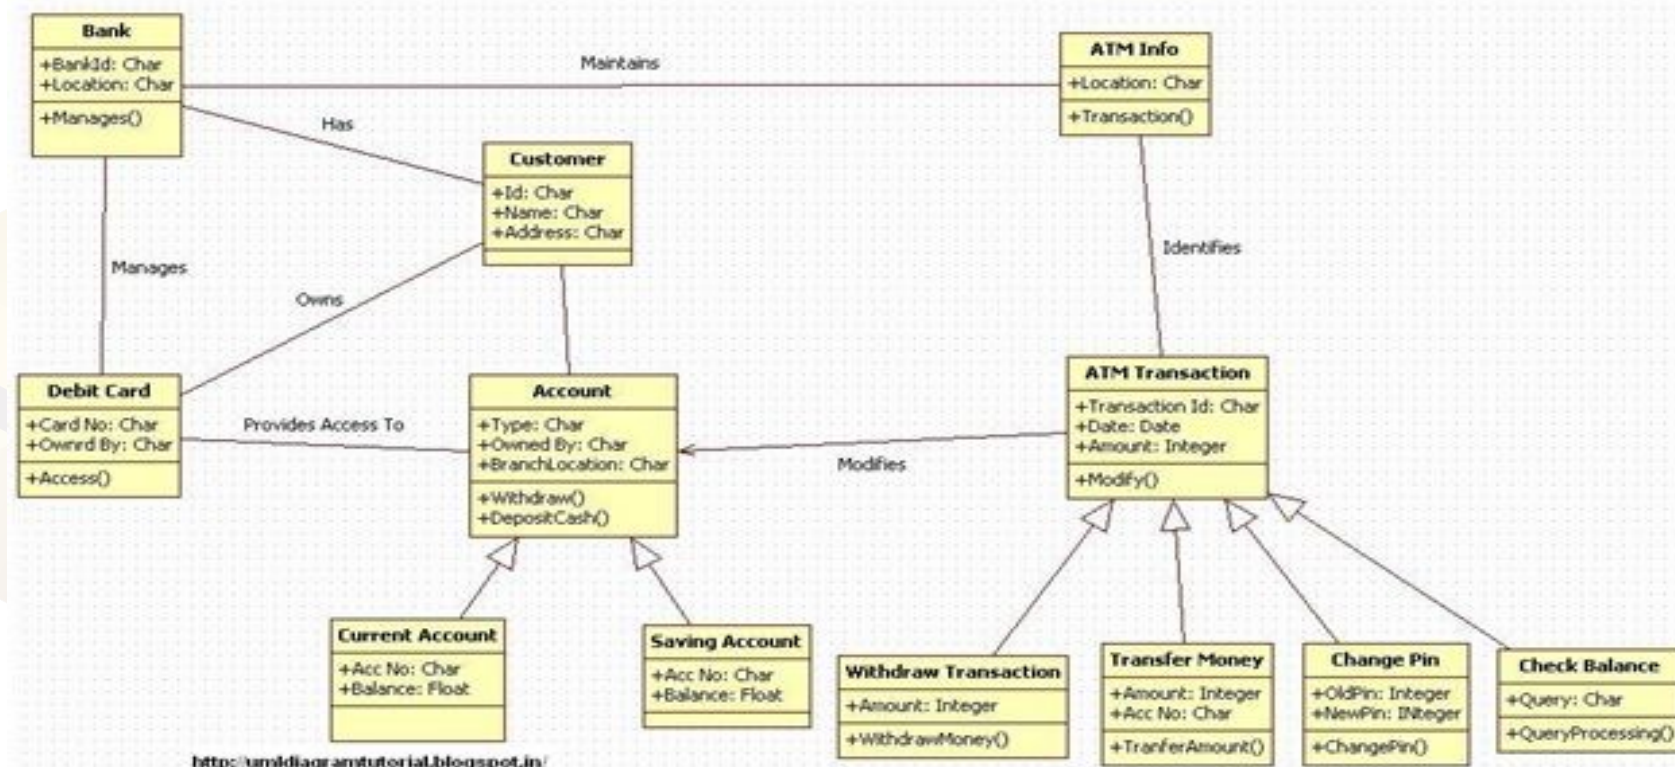 Bank
+BankId: Char
+Location: Char
+Manages()
Maintains
ATM Info
+Location: Char
+Transaction()
Has
Customer
+Id: Char
+Name: Char
+Address: Char
Manages
Owns
Identifies
Debit Card
+Card No: Char
+Ownrd By: Char
+Access()
Provides Access To
Account
+Type: Char
+Owned By: Char
+BranchLocation: Char
+Withdraw()
+DepositCash()
Modifies
ATM Transaction
+Transaction Id: Char
+Date: Date
+Amount: Integer
+Modify()
Current Account
+Acc No: Char
+Balance: Float
Saving Account
+Acc No: Char
+Balance: Float
Withdraw Transaction
+Amount: Integer
+WithdrawMoney()
Transfer Money
+Amount: Integer
+Acc No: Char
+TranferAmount()
Change Pin
+OldPin: Integer
+NewPin: INteger
+ChangePin()
Check Balance
+Query: Char
+QueryProcessing()
http://umldiagramtutorial.blogspot.in/